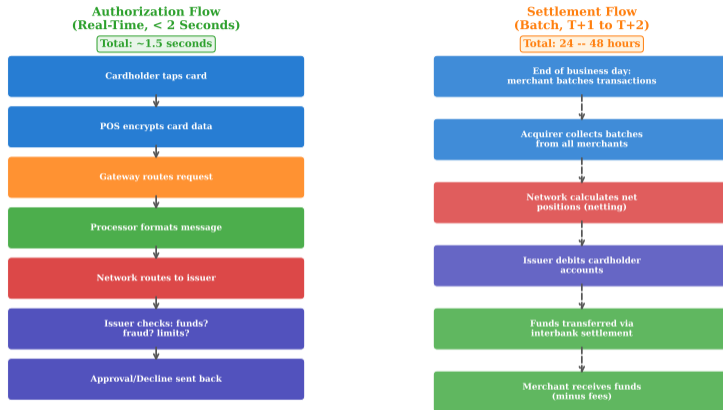 Authorization Flow
(Real-Time, < 2 Seconds)
Total: ~1.5 seconds
Cardholder taps card
POS encrypts card data
Gateway routes request
Processor formats message
Network routes to issuer
Issuer checks: funds?
fraud? limits?
Approval/Decline sent back
Settlement Flow
(Batch, T+1 to T+2)
Total: 24 -- 48 hours
End of business day:
merchant batches transactions
Acquirer collects batches
from all merchants
Network calculates net
positions (netting)
Issuer debits cardholder
accounts
Funds transferred via
interbank settlement
Merchant receives funds
(minus fees)